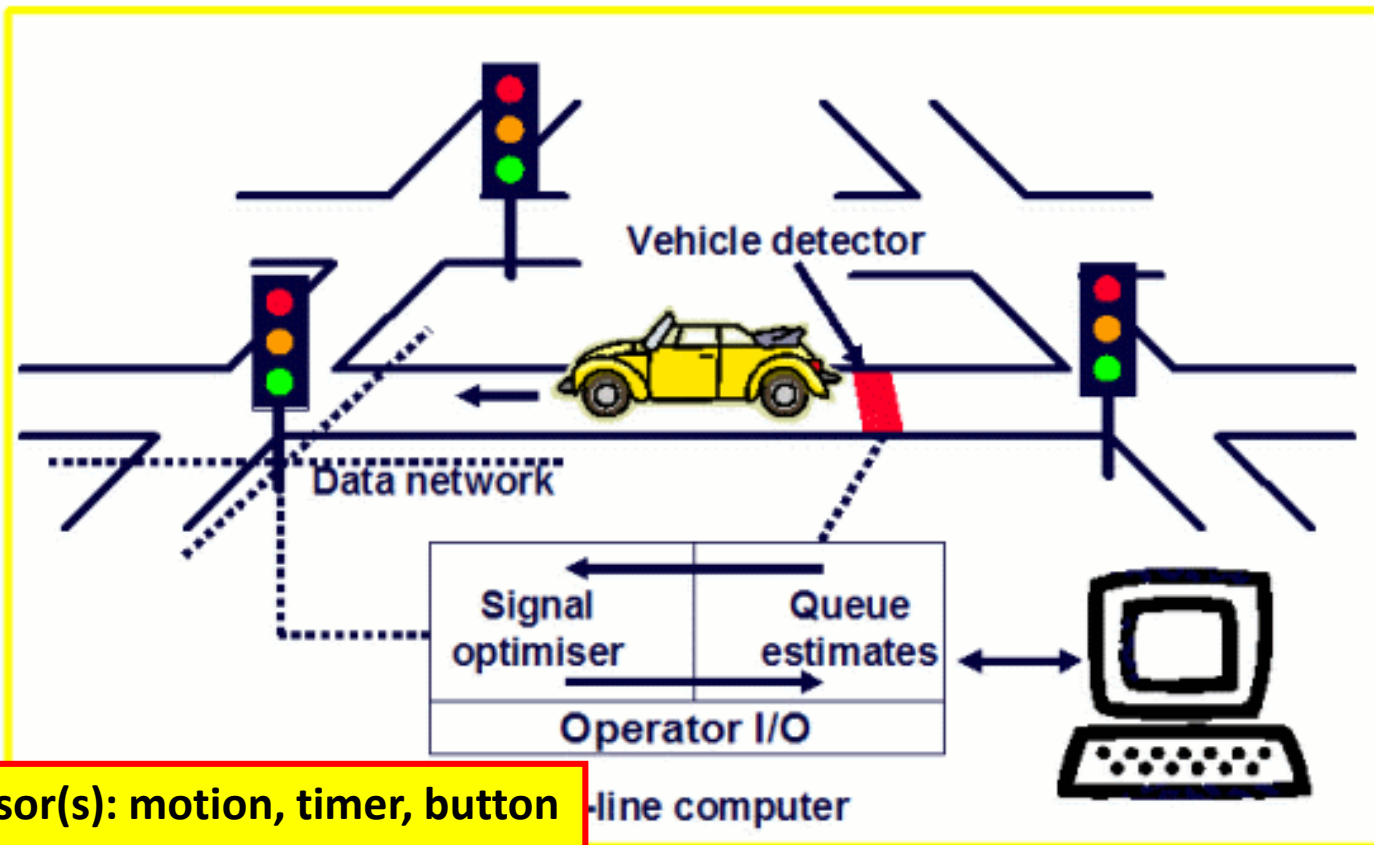 Vehicle detector
Data network
Signal
optimiser
Queue
estimates
Operator I/O
sor(s): motion, timer, button
-line computer